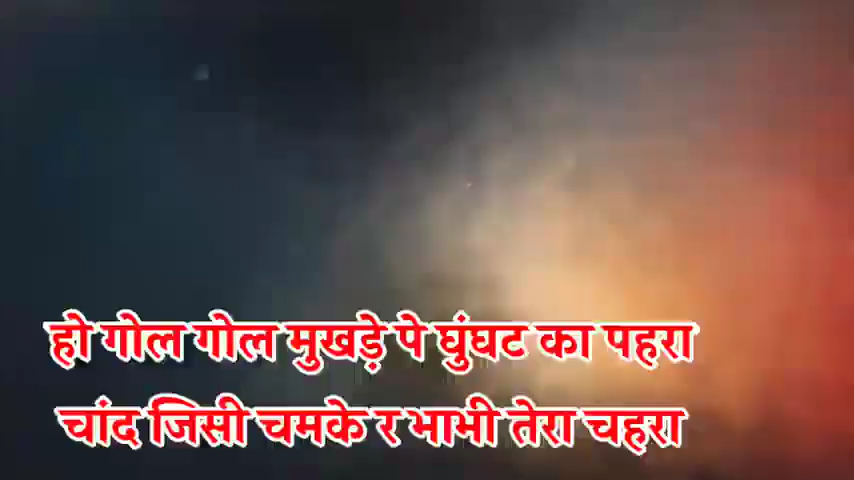 हो गोल गोल मुखड़े पे घुंघट का पहरा
चांद जिसी चमके र भाभी तेरा चहरा